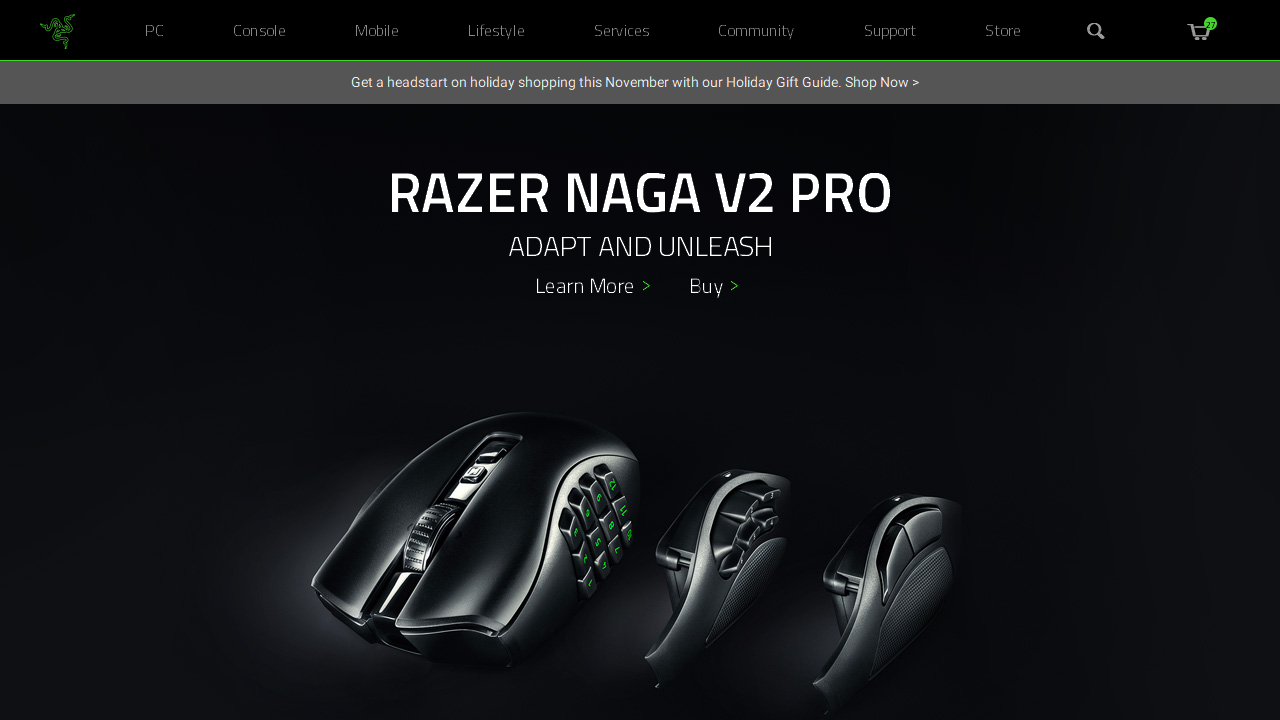 PC Console Mobile Lifestyle Services Community Support Store 27
Get a headstart on holiday shopping this November with our Holiday Gift Guide. Shop Now >
RAZER NAGA V2 PRO
ADAPT AND UNLEASH
Learn More > Buy >